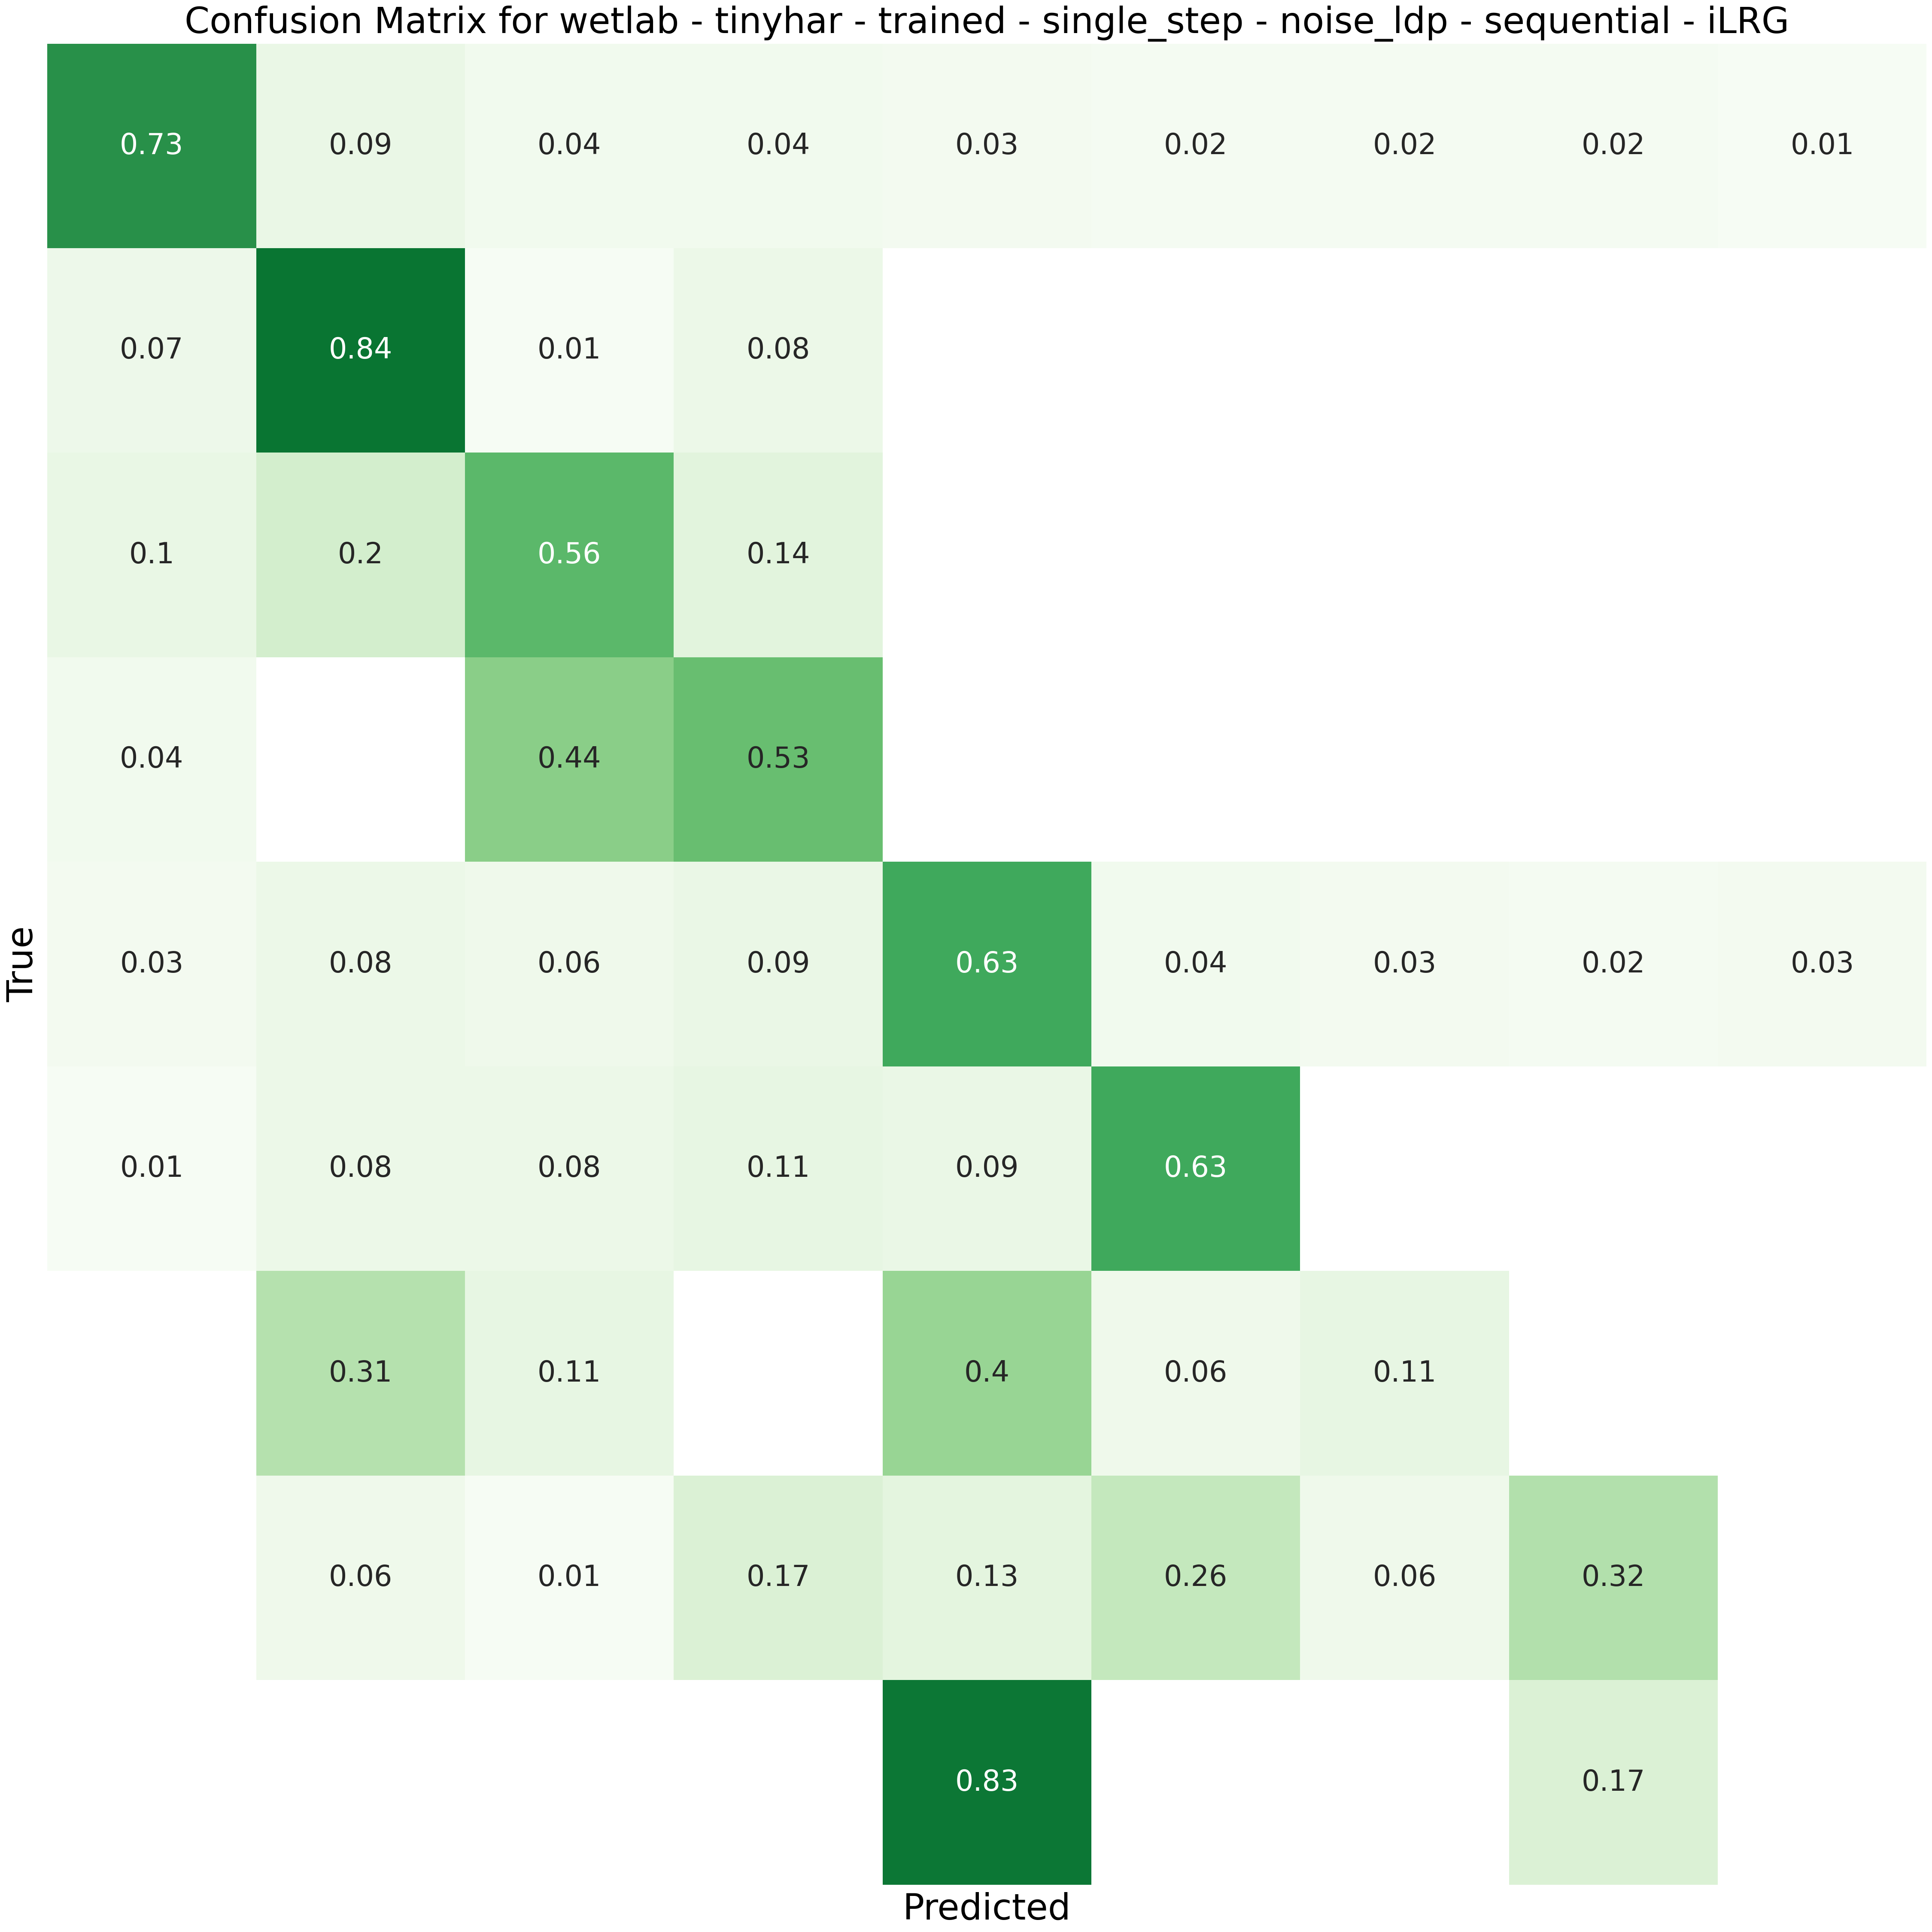 Confusion Matrix for wetlab - tinyhar - trained - single_step - noise_ldp - sequential - iLRG
0.73 0.09 0.04 0.04 0.03 0.02 0.02 0.02 0.01
0.07 0.84 0.01 0.08
0.1 0.2 0.56 0.14
0.04 0.44 0.53
0.03 0.08 0.06 0.09 0.63 0.04 0.03 0.02 0.03
0.01 0.08 0.08 0.11 0.09 0.63
0.31 0.11 0.4 0.06 0.11
0.06 0.01 0.17 0.13 0.26 0.06 0.32
0.83 0.17
True
Predicted